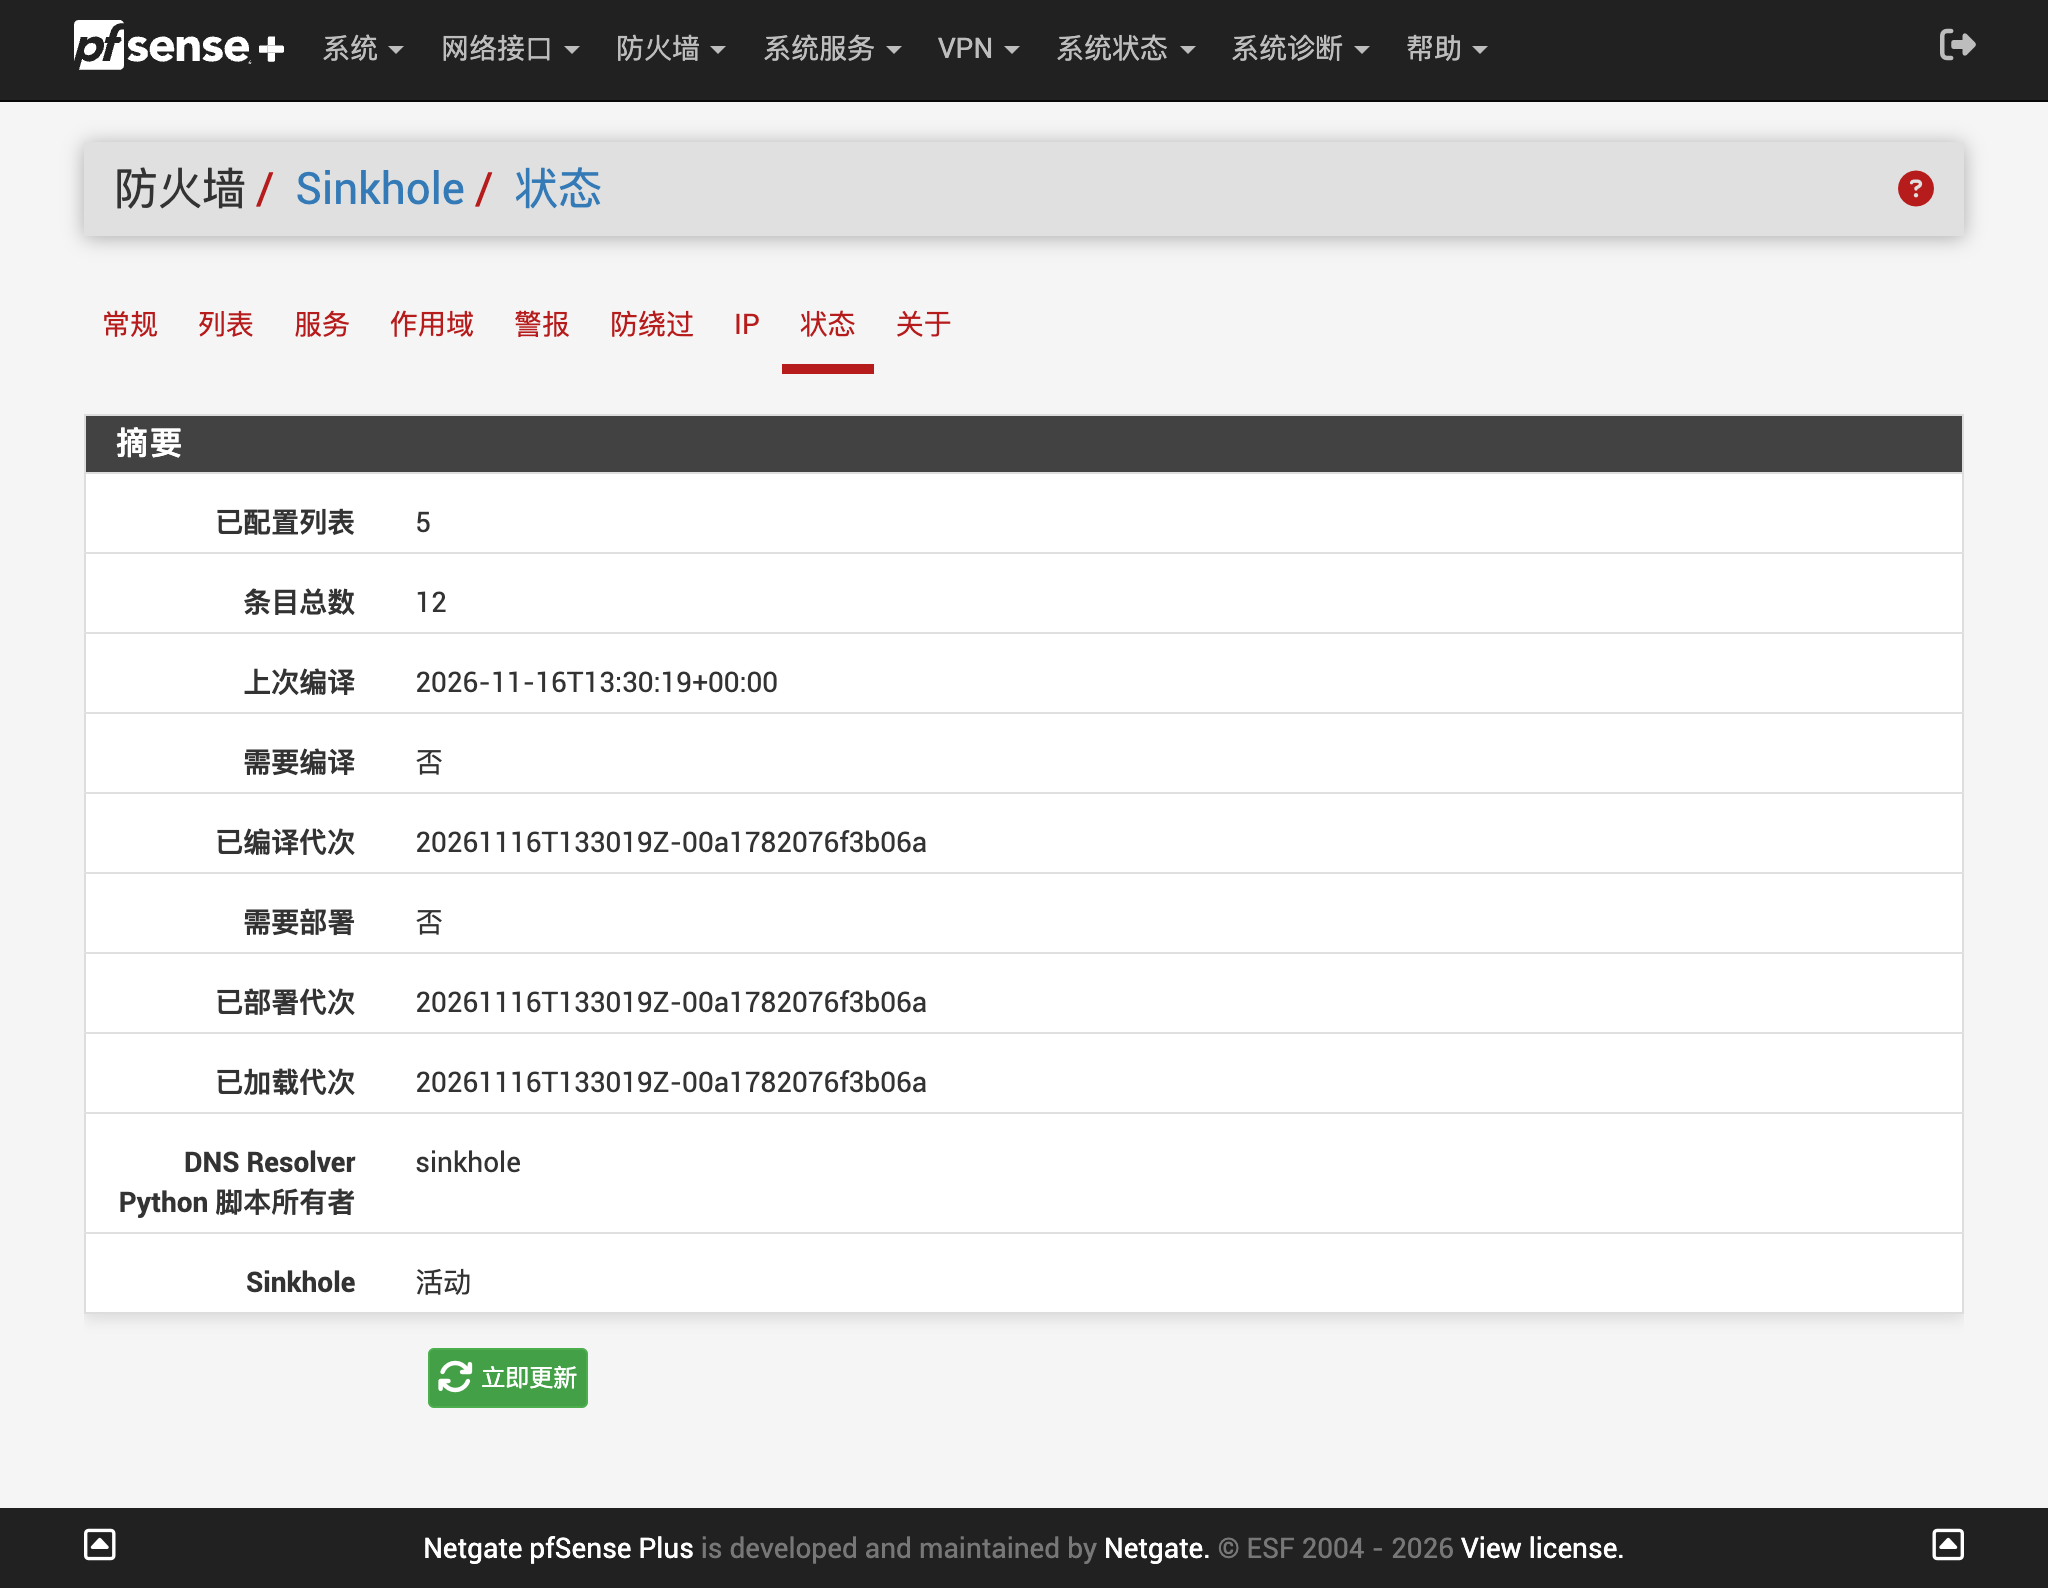 pfsense+ 系统 网络接口 防火墙 系统服务 VPN 系统状态 系统诊断 帮助
防火墙 / Sinkhole / 状态
常规 列表 服务 作用域 警报 防绕过 IP 状态 关于
摘要
已配置列表 5
条目总数 12
上次编译 2026-11-16T13:30:19+00:00
需要编译 否
已编译代次 20261116T133019Z-00a1782076f3b06a
需要部署 否
已部署代次 20261116T133019Z-00a1782076f3b06a
已加载代次 20261116T133019Z-00a1782076f3b06a
DNS Resolver sinkhole
Python 脚本所有者
Sinkhole 活动
立即更新
Netgate pfSense Plus is developed and maintained by Netgate. © ESF 2004 - 2026 View license.